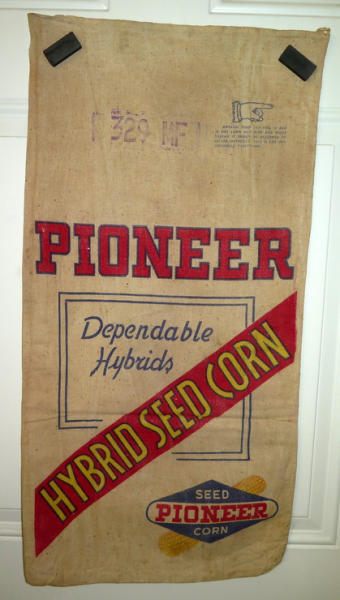 329 MF
PIONEER
Dependable
Hybrids
HYBRID SEED CORN
SEED
PIONEER
CORN